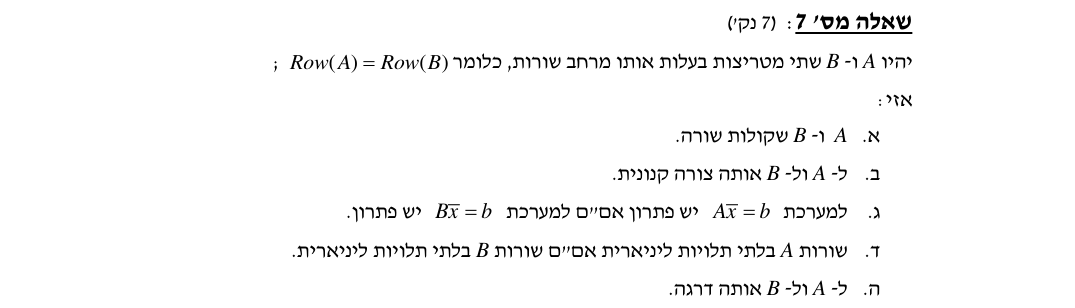 שאלה מס׳ 7 : (7 נק׳)
יהיו A ו- B שתי מטריצות בעלות אותו מרחב שורות, כלומר Row(A) = Row(B) ;
אזי :
א. A ו- B שקולות שורה.
ב. ל- A ול- B אותה צורה קנונית.
ג. למערכת Ax̅ = b יש פתרון אם״ם למערכת Bx̅ = b יש פתרון.
ד. שורות A בלתי תלויות ליניארית אם״ם שורות B בלתי תלויות ליניארית.
ה. ל- A ול- B אותה דרגה.